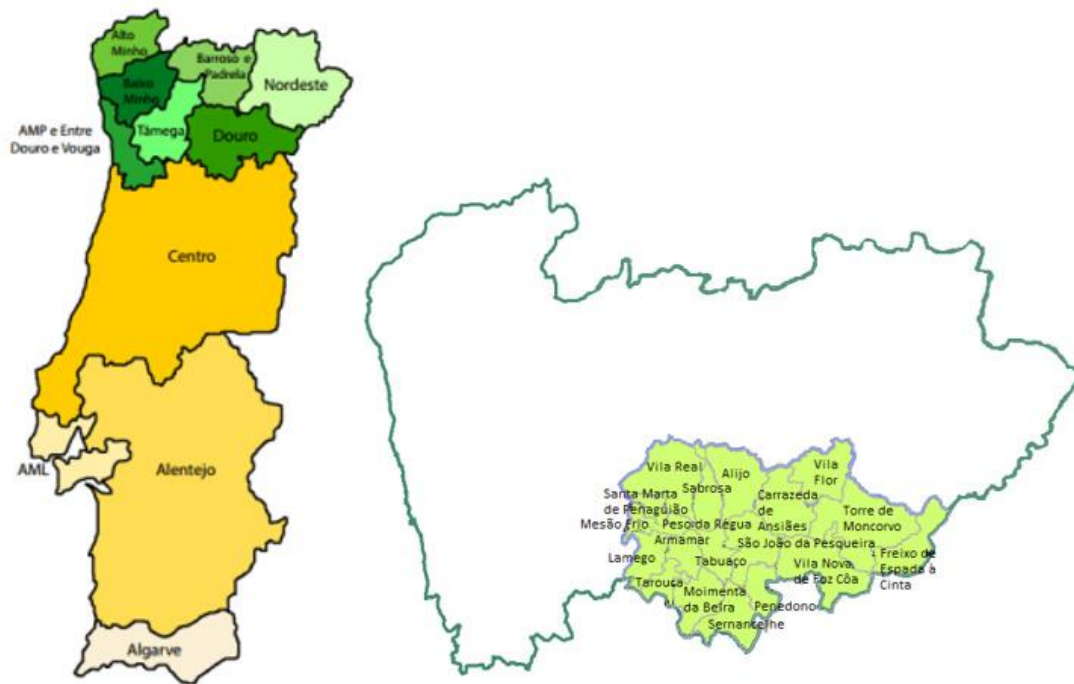 Alto
Minho
Barroso e
Padrela
Baixo
Minho
Nordeste
AMP e Entre
Douro e Vouga
Tâmega
Douro
Centro
AML
Alentejo
Algarve
Vila Real
Alijo
Vila
Flor
Sabrosa
Santa Marta
de Penaguião
Carrazeda
de
Ansiães
Torre de
Moncorvo
Mesão Frio
Peso da Régua
Armamar
São João da Pesqueira
Lamego
Tabuaço
Vila Nova
de Foz Côa
Freixo de
Espada à
Cinta
Tarouca
Moimenta
da Beira
Penedono
Sernancelhe